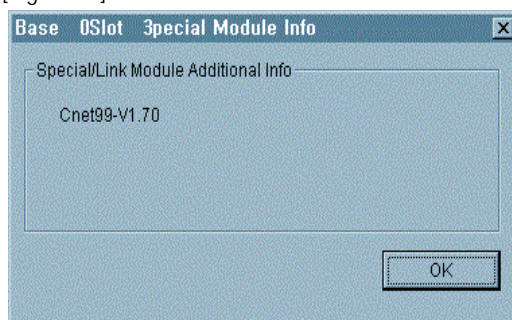 Base 0Slot 3pecial Module Info
Special/Link Module Additional Info
Cnet99-V1.70
OK